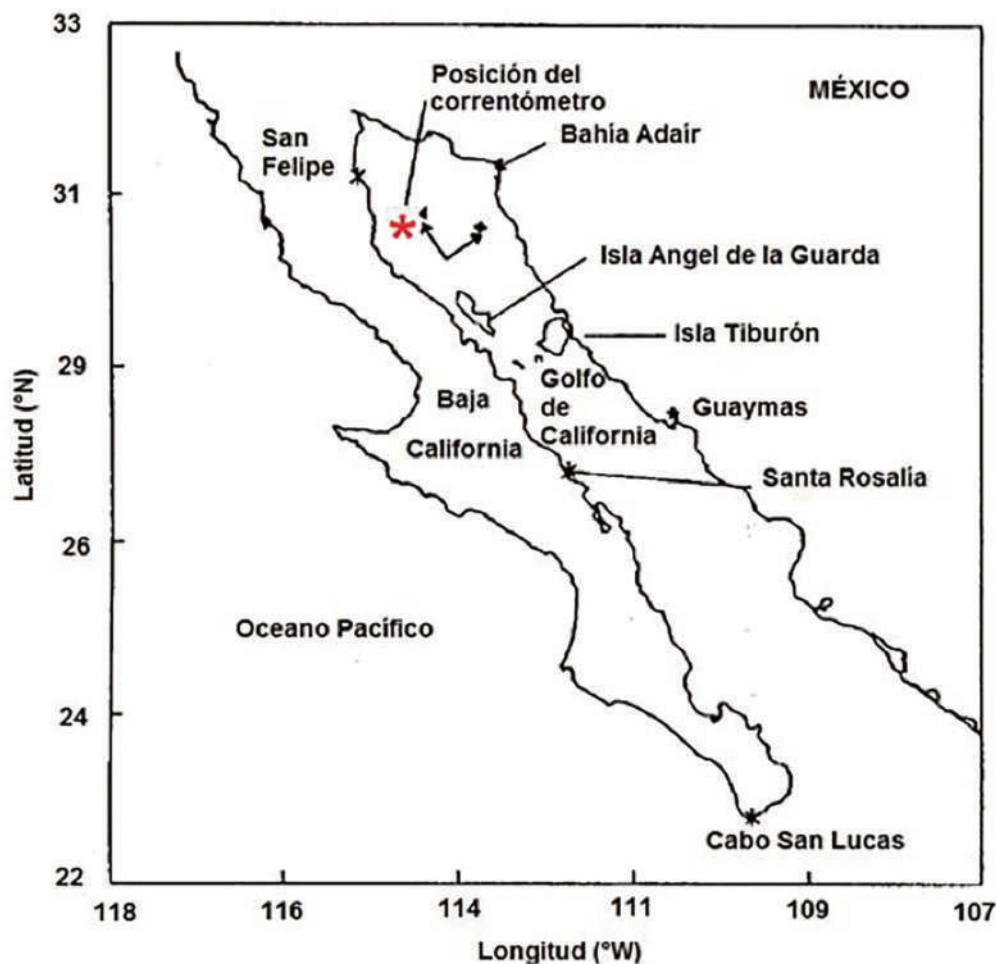 33
31
29
26
24
22
Latitud (°N)
Posición del
correntómetro
MÉXICO
San
Felipe
Bahía Adair
*
Isla Angel de la Guarda
Isla Tiburón
Golfo
de
California
Baja
California
Guaymas
Santa Rosalía
Oceano Pacífico
Cabo San Lucas
118
116
114
111
109
107
Longitud (°W)